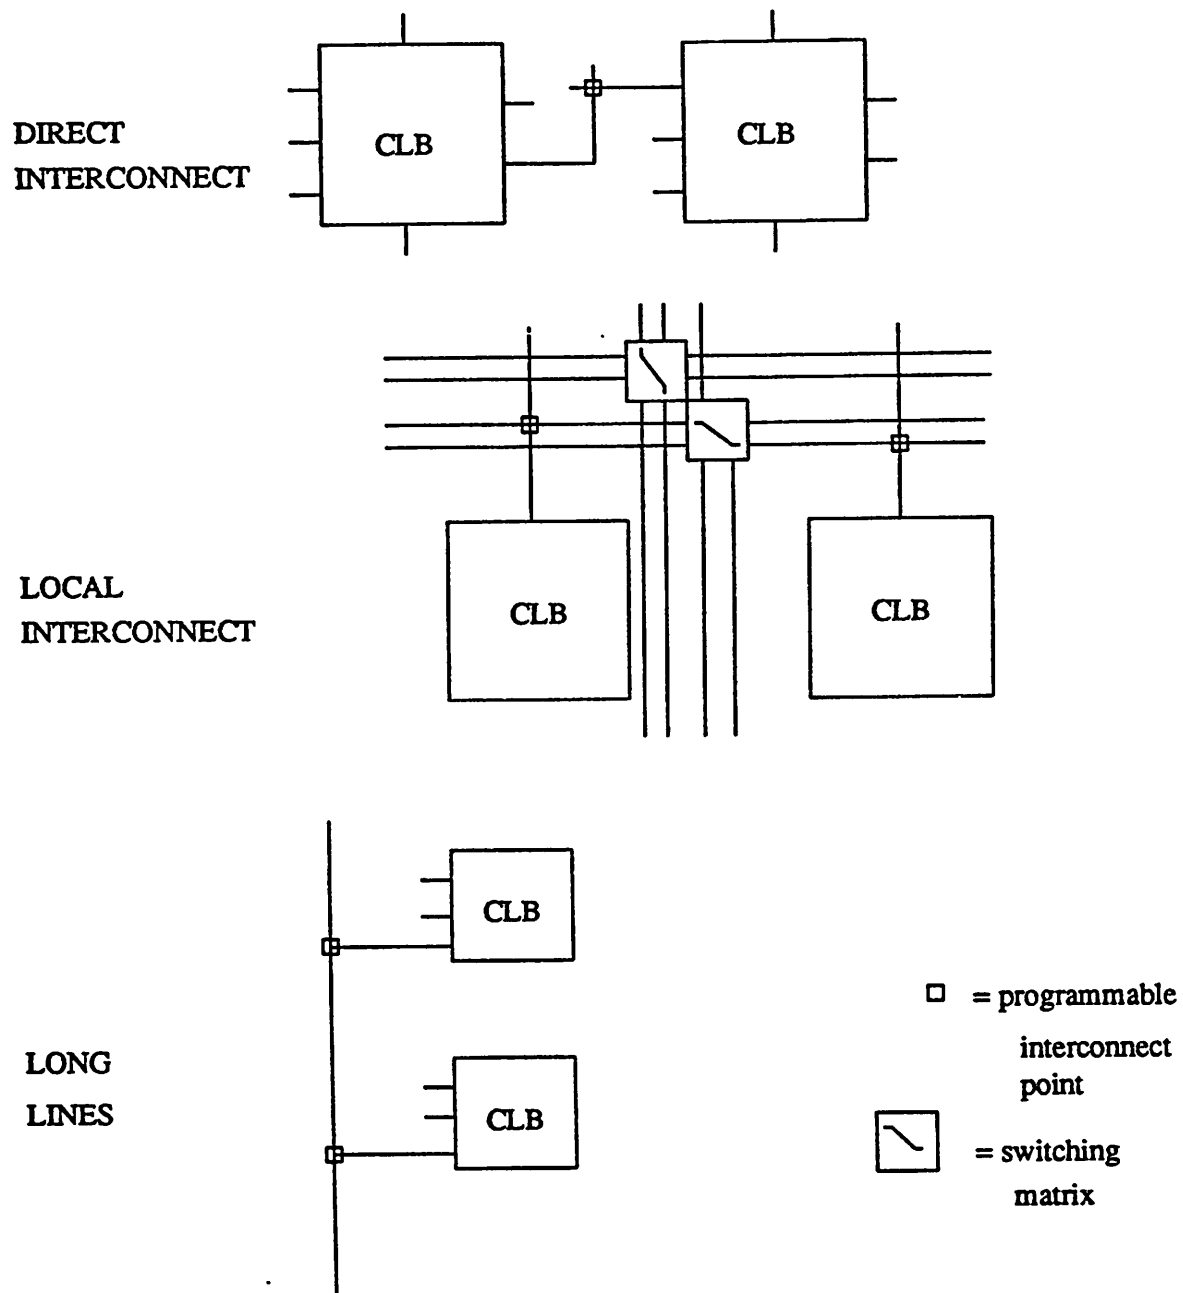 DIRECT
INTERCONNECT
CLB
CLB
LOCAL
INTERCONNECT
CLB
CLB
LONG
LINES
CLB
CLB
= programmable
interconnect
point
= switching
matrix